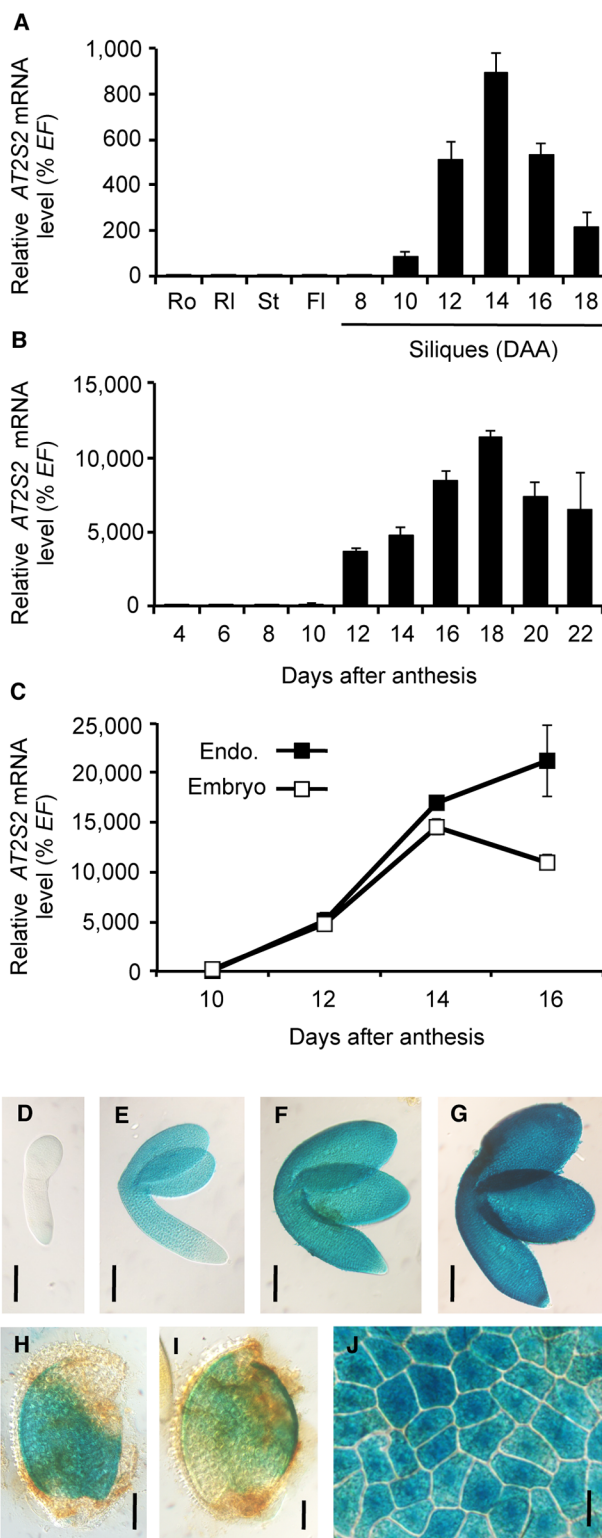 A
Relative AT2S2 mRNA
level (% EF)
1,000
800
600
400
200
0
Ro Rl St Fl 8 10 12 14 16 18
Siliques (DAA)
B
Relative AT2S2 mRNA
level (% EF)
15,000
10,000
5,000
0
4 6 8 10 12 14 16 18 20 22
Days after anthesis
C
Relative AT2S2 mRNA
level (% EF)
25,000
20,000
15,000
10,000
5,000
0
Endo.
Embryo
10 12 14 16
Days after anthesis
D E F G
H I J